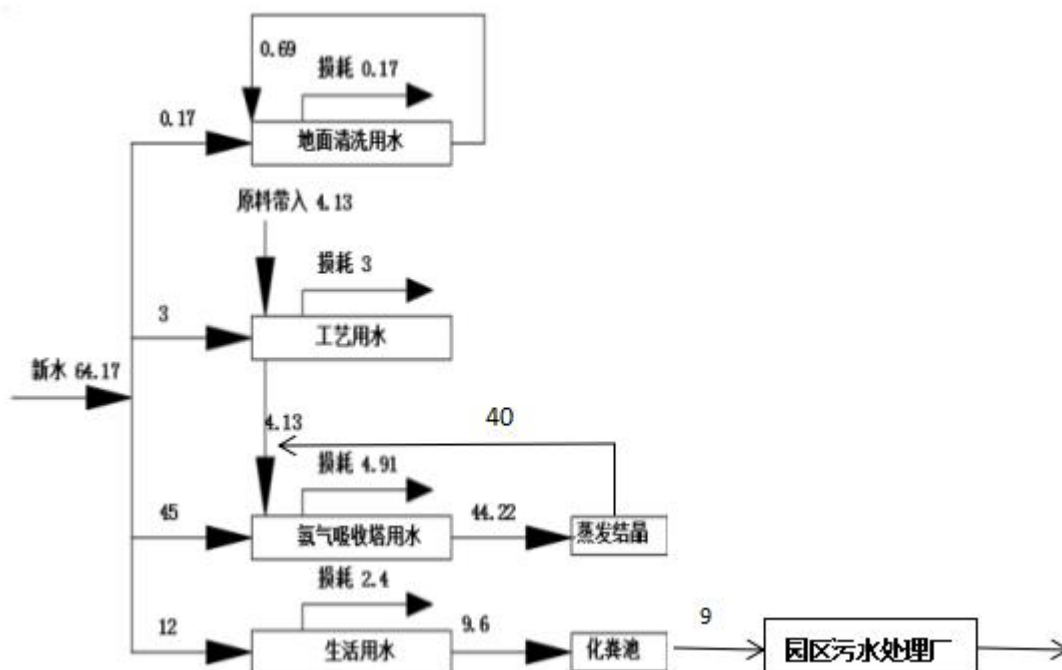 0.69
损耗 0.17
0.17
地面清洗用水
原料带入 4.13
损耗 3
3
工艺用水
新水 64.17
4.13
40
损耗 4.91
45
氨气吸收塔用水
44.22
蒸发结晶
损耗 2.4
12
生活用水
9.6
化粪池
9
园区污水处理厂